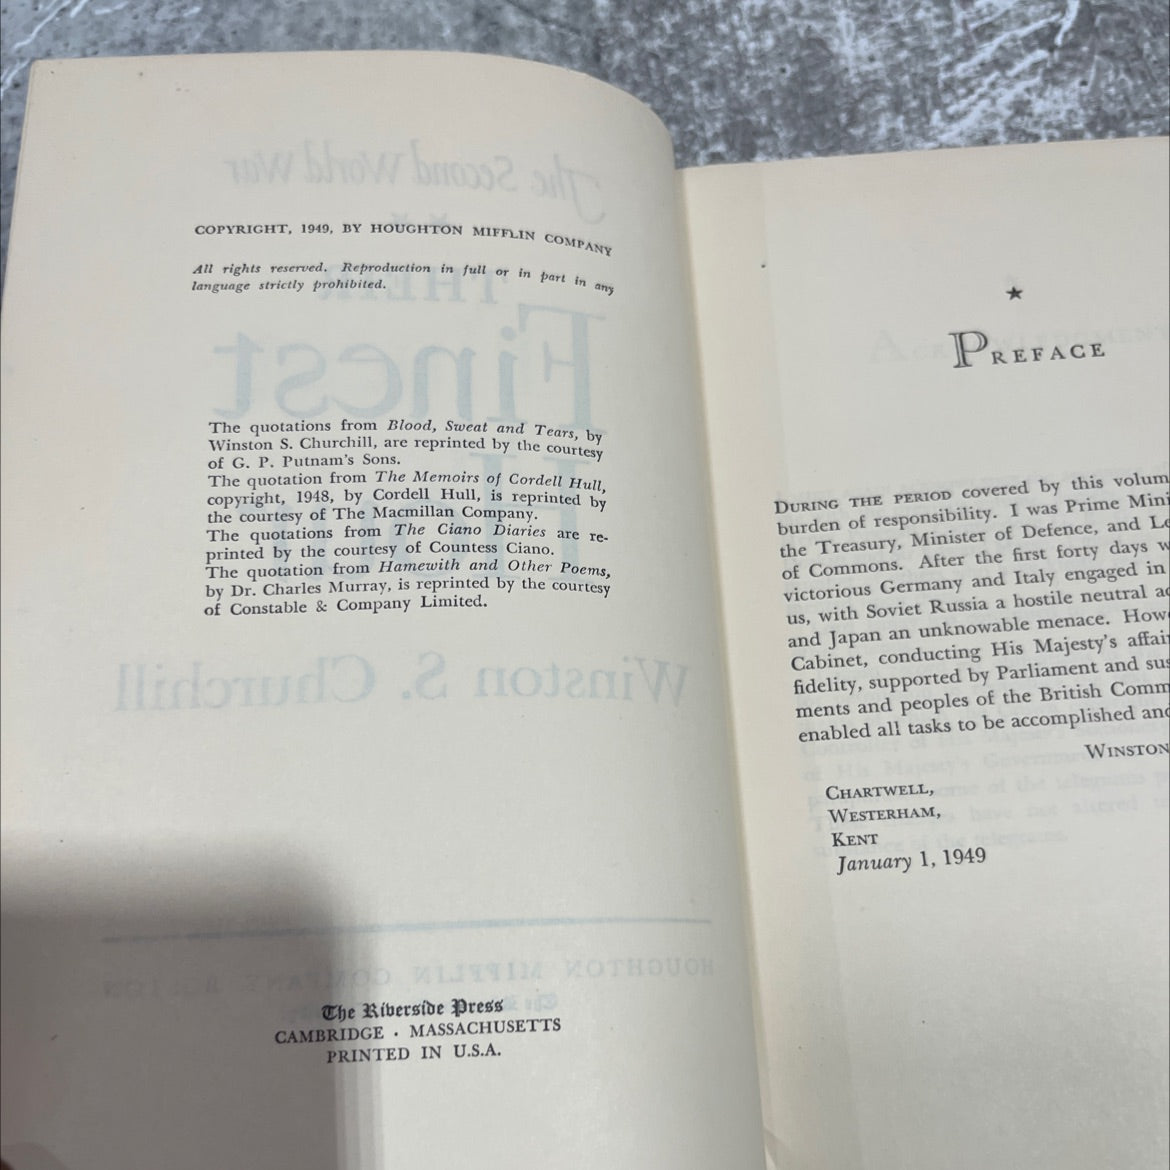 COPYRIGHT, 1949, BY HOUGHTON MIFFLIN COMPANY
All rights reserved. Reproduction in full or in part in any
language strictly prohibited.
The quotations from Blood, Sweat and Tears, by
Winston S. Churchill, are reprinted by the courtesy
of G. P. Putnam's Sons.
The quotation from The Memoirs of Cordell Hull,
copyright, 1948, by Cordell Hull, is reprinted by
the courtesy of The Macmillan Company.
The quotations from The Ciano Diaries are re-
printed by the courtesy of Countess Ciano.
The quotation from Hamewith and Other Poems,
by Dr. Charles Murray, is reprinted by the courtesy
of Constable & Company Limited.
The Riverside Press
CAMBRIDGE · MASSACHUSETTS
PRINTED IN U.S.A.
PREFACE
DURING THE PERIOD covered by this volum
burden of responsibility. I was Prime Mini
the Treasury, Minister of Defence, and Le
of Commons. After the first forty days w
victorious Germany and Italy engaged in
us, with Soviet Russia a hostile neutral a
and Japan an unknowable menace. How
Cabinet, conducting His Majesty's affai
fidelity, supported by Parliament and sus
ments and peoples of the British Comm
enabled all tasks to be accomplished and
WINSTON
CHARTWELL,
WESTERHAM,
KENT
January 1, 1949